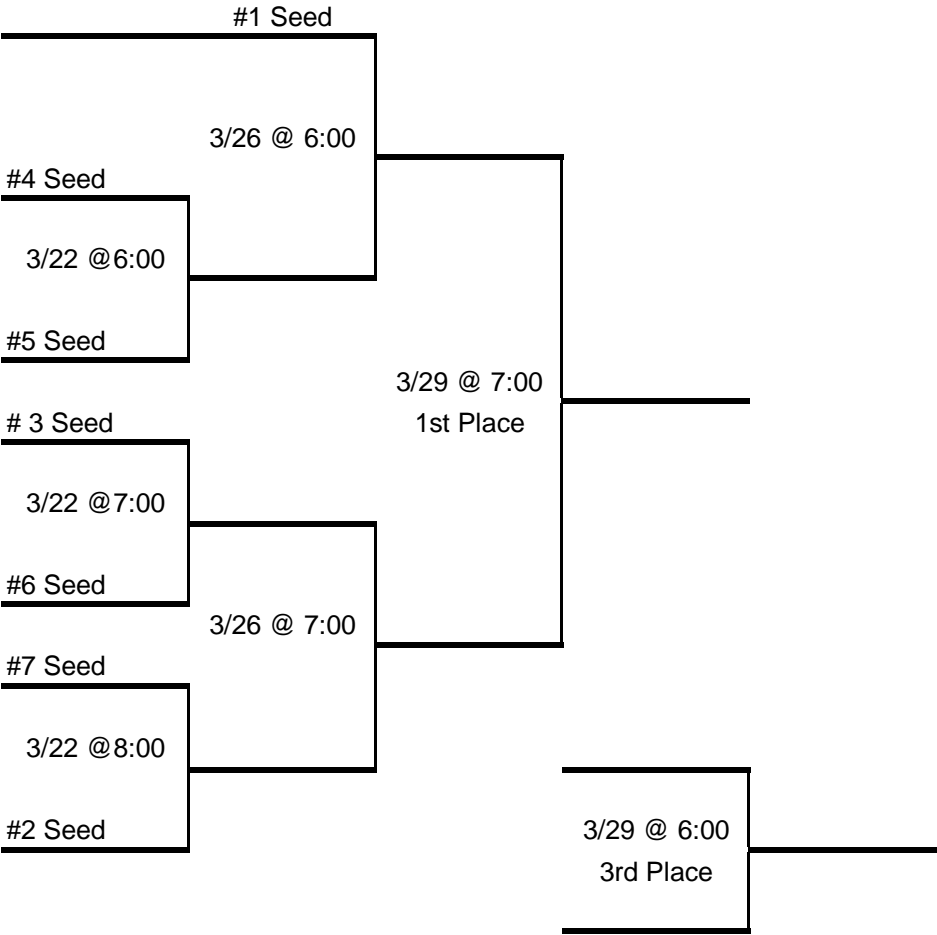 #1 Seed
3/26 @ 6:00
#4 Seed
3/22 @6:00
#5 Seed
3/29 @ 7:00
1st Place
# 3 Seed
3/22 @7:00
#6 Seed
3/26 @ 7:00
#7 Seed
3/22 @8:00
#2 Seed
3/29 @ 6:00
3rd Place